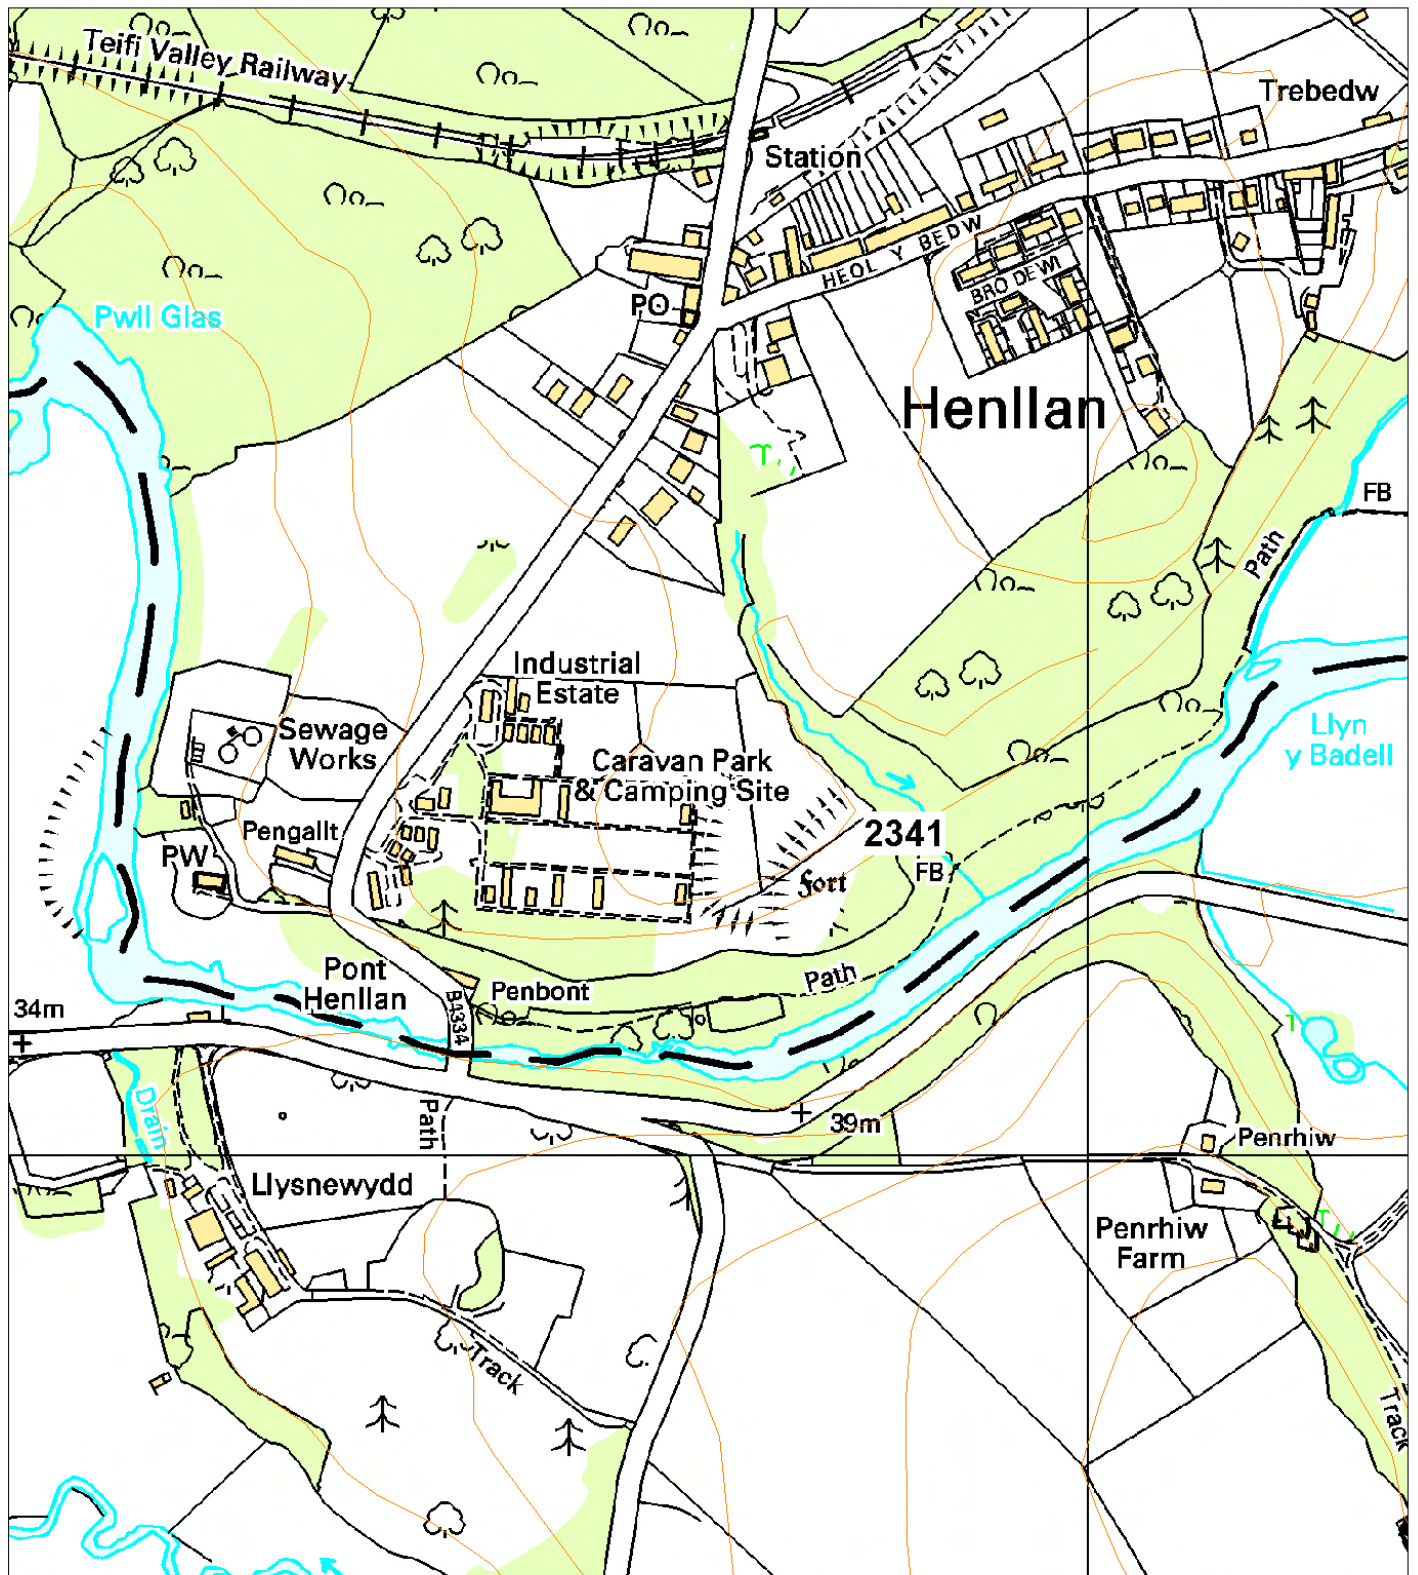 Teifi Valley Railway
Trebedw
Station
HEOL Y BEDW
BRO DEWI
PO
Pwll Glas
Henllan
FB
Path
Industrial
Estate
Sewage
Works
Caravan Park
& Camping Site
Llyn
y Badell
Pengallt
2341
PW
FB
fort
Pont
Henllan
Penbont
Path
B4334
34m
Drain
Path
39m
Penrhiw
Llysnewydd
Penrhiw
Farm
Track
Track